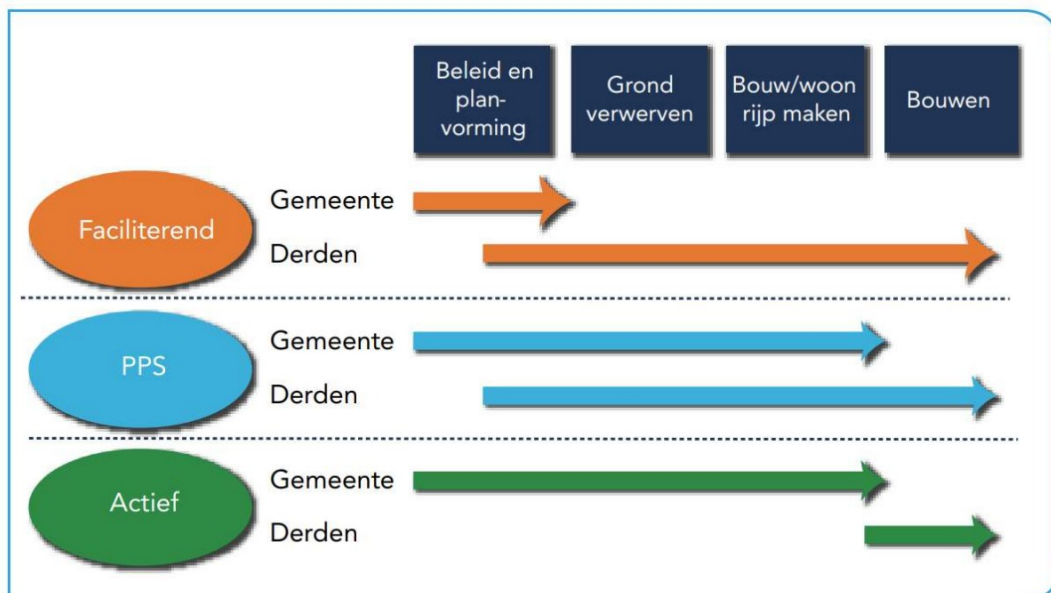 Beleid en
plan-
vorming
Grond
verwerven
Bouw/woon
rijp maken
Bouwen
Faciliterend
Gemeente
Derden
PPS
Gemeente
Derden
Actief
Gemeente
Derden